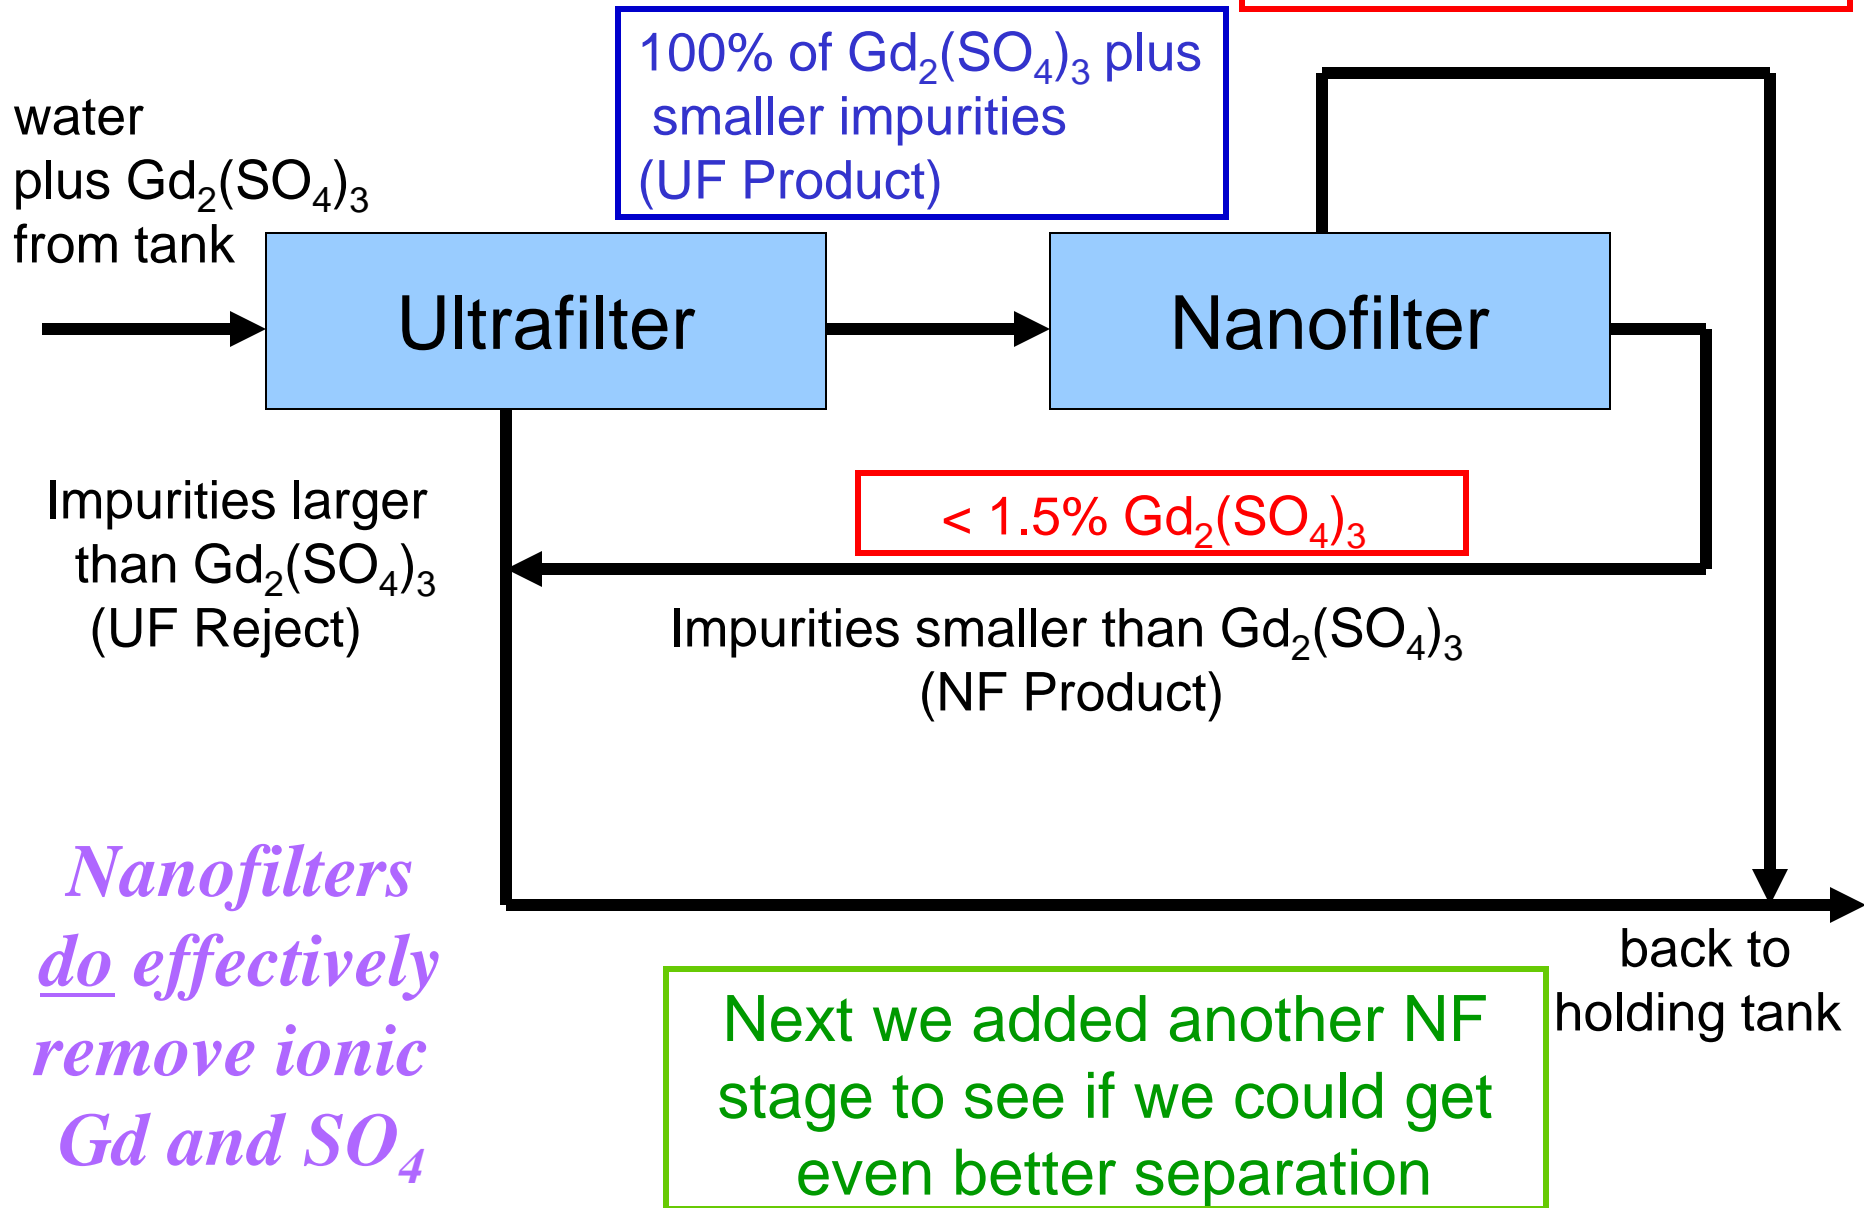 100% of Gd₂(SO₄)₃ plus
smaller impurities
(UF Product)
water
plus Gd₂(SO₄)₃
from tank
Ultrafilter
Nanofilter
Impurities larger
than Gd₂(SO₄)₃
(UF Reject)
< 1.5% Gd₂(SO₄)₃
Impurities smaller than Gd₂(SO₄)₃
(NF Product)
Nanofilters
do effectively
remove ionic
Gd and SO₄
back to
holding tank
Next we added another NF
stage to see if we could get
even better separation